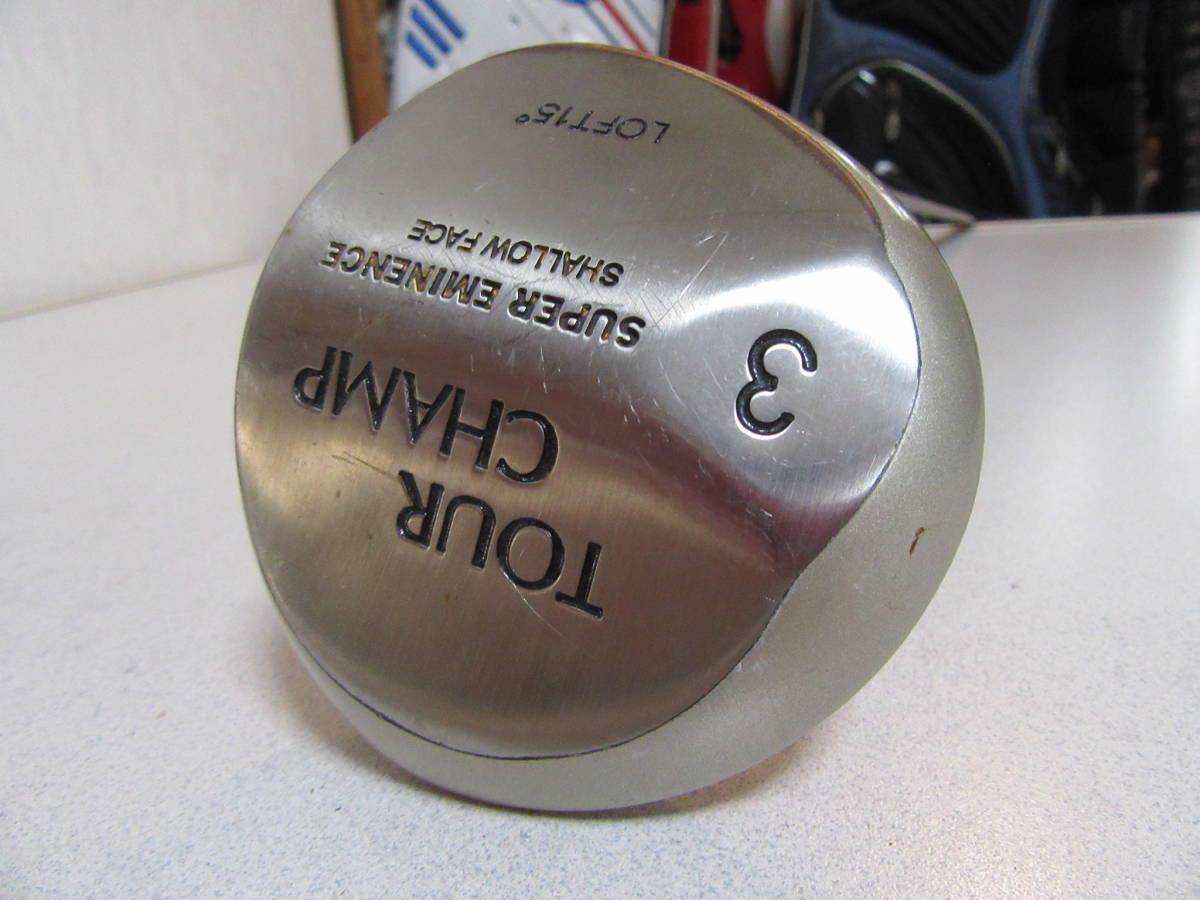 TOUR
CHAMP
SUPER EMINENCE
SHALLOW FACE
3
LOFT15°